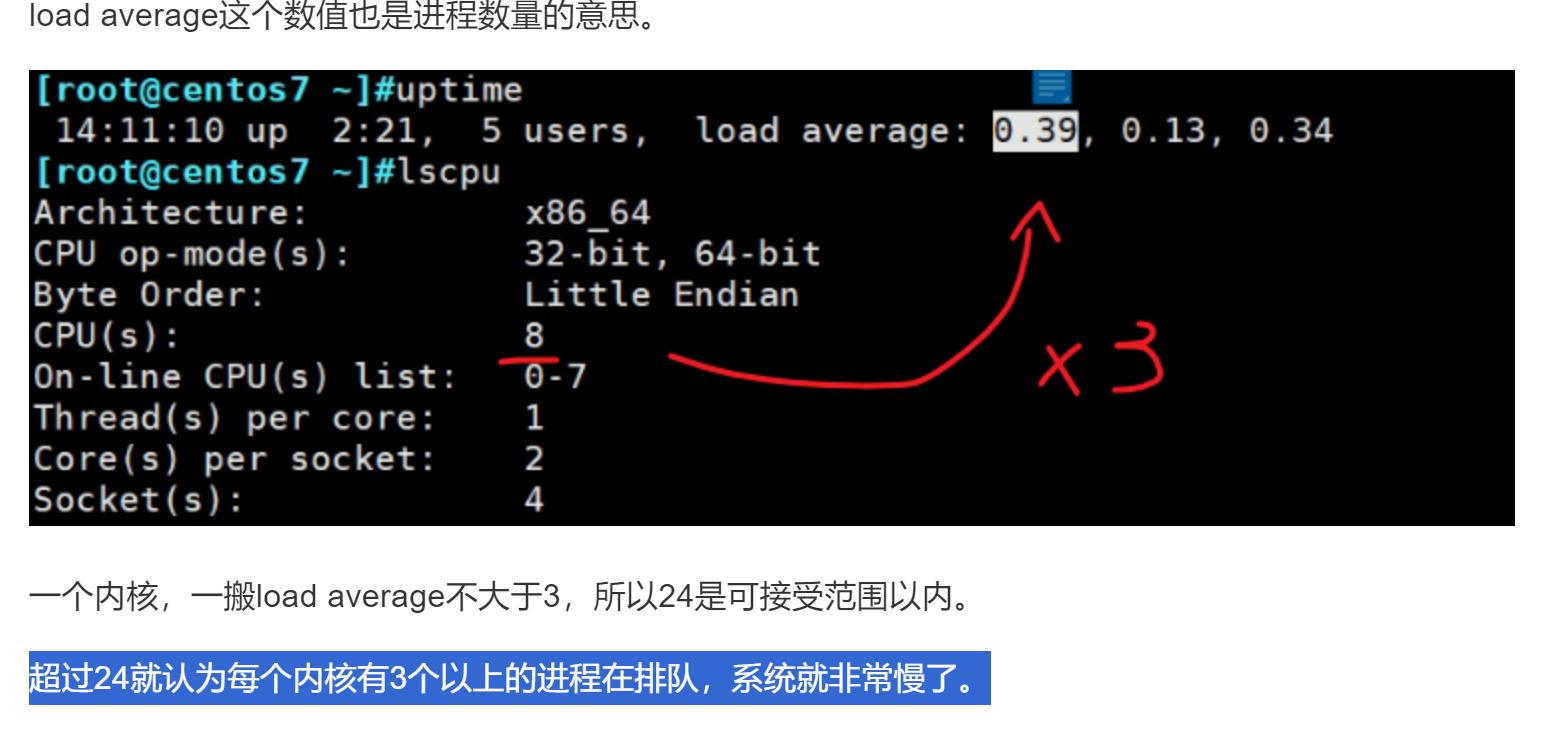 load average这个数值也是进程数量的意思。
[root@centos7 ~]#uptime
14:11:10 up 2:21, 5 users, load average: 0.39, 0.13, 0.34
[root@centos7 ~]#lscpu
Architecture: x86_64
CPU op-mode(s): 32-bit, 64-bit
Byte Order: Little Endian
CPU(s): 8
On-line CPU(s) list: 0-7
x 3
Thread(s) per core: 1
Core(s) per socket: 2
Socket(s): 4
一个内核，一搬load average不大于3，所以24是可接受范围以内。
超过24就认为每个内核有3个以上的进程在排队，系统就非常慢了。